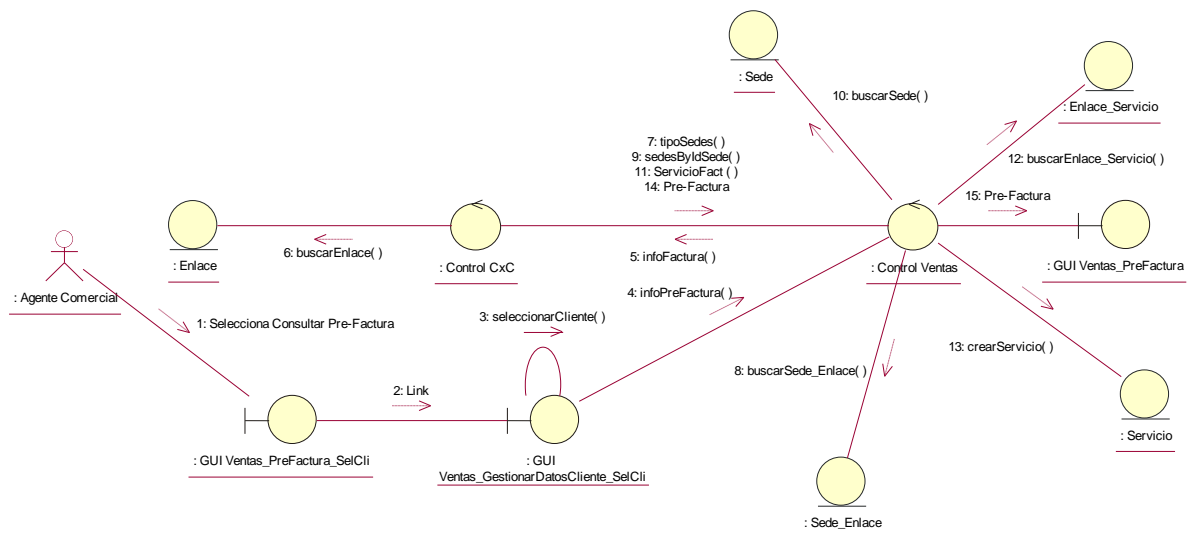 : Sede
: Enlace_Servicio
10: buscarSede( )
7: tipoSedes( )
9: sedesByIdSede( )
11: ServicioFact ( )
14: Pre-Factura
12: buscarEnlace_Servicio( )
15: Pre-Factura
6: buscarEnlace( )
5: infoFactura( )
: Enlace
: Control CxC
: Control Ventas
: GUI Ventas_PreFactura
: Agente Comercial
4: infoPreFactura( )
1: Selecciona Consultar Pre-Factura
3: seleccionarCliente( )
13: crearServicio( )
8: buscarSede_Enlace( )
2: Link
: Servicio
: GUI Ventas_PreFactura_SelCli
: GUI
Ventas_GestionarDatosCliente_SelCli
: Sede_Enlace